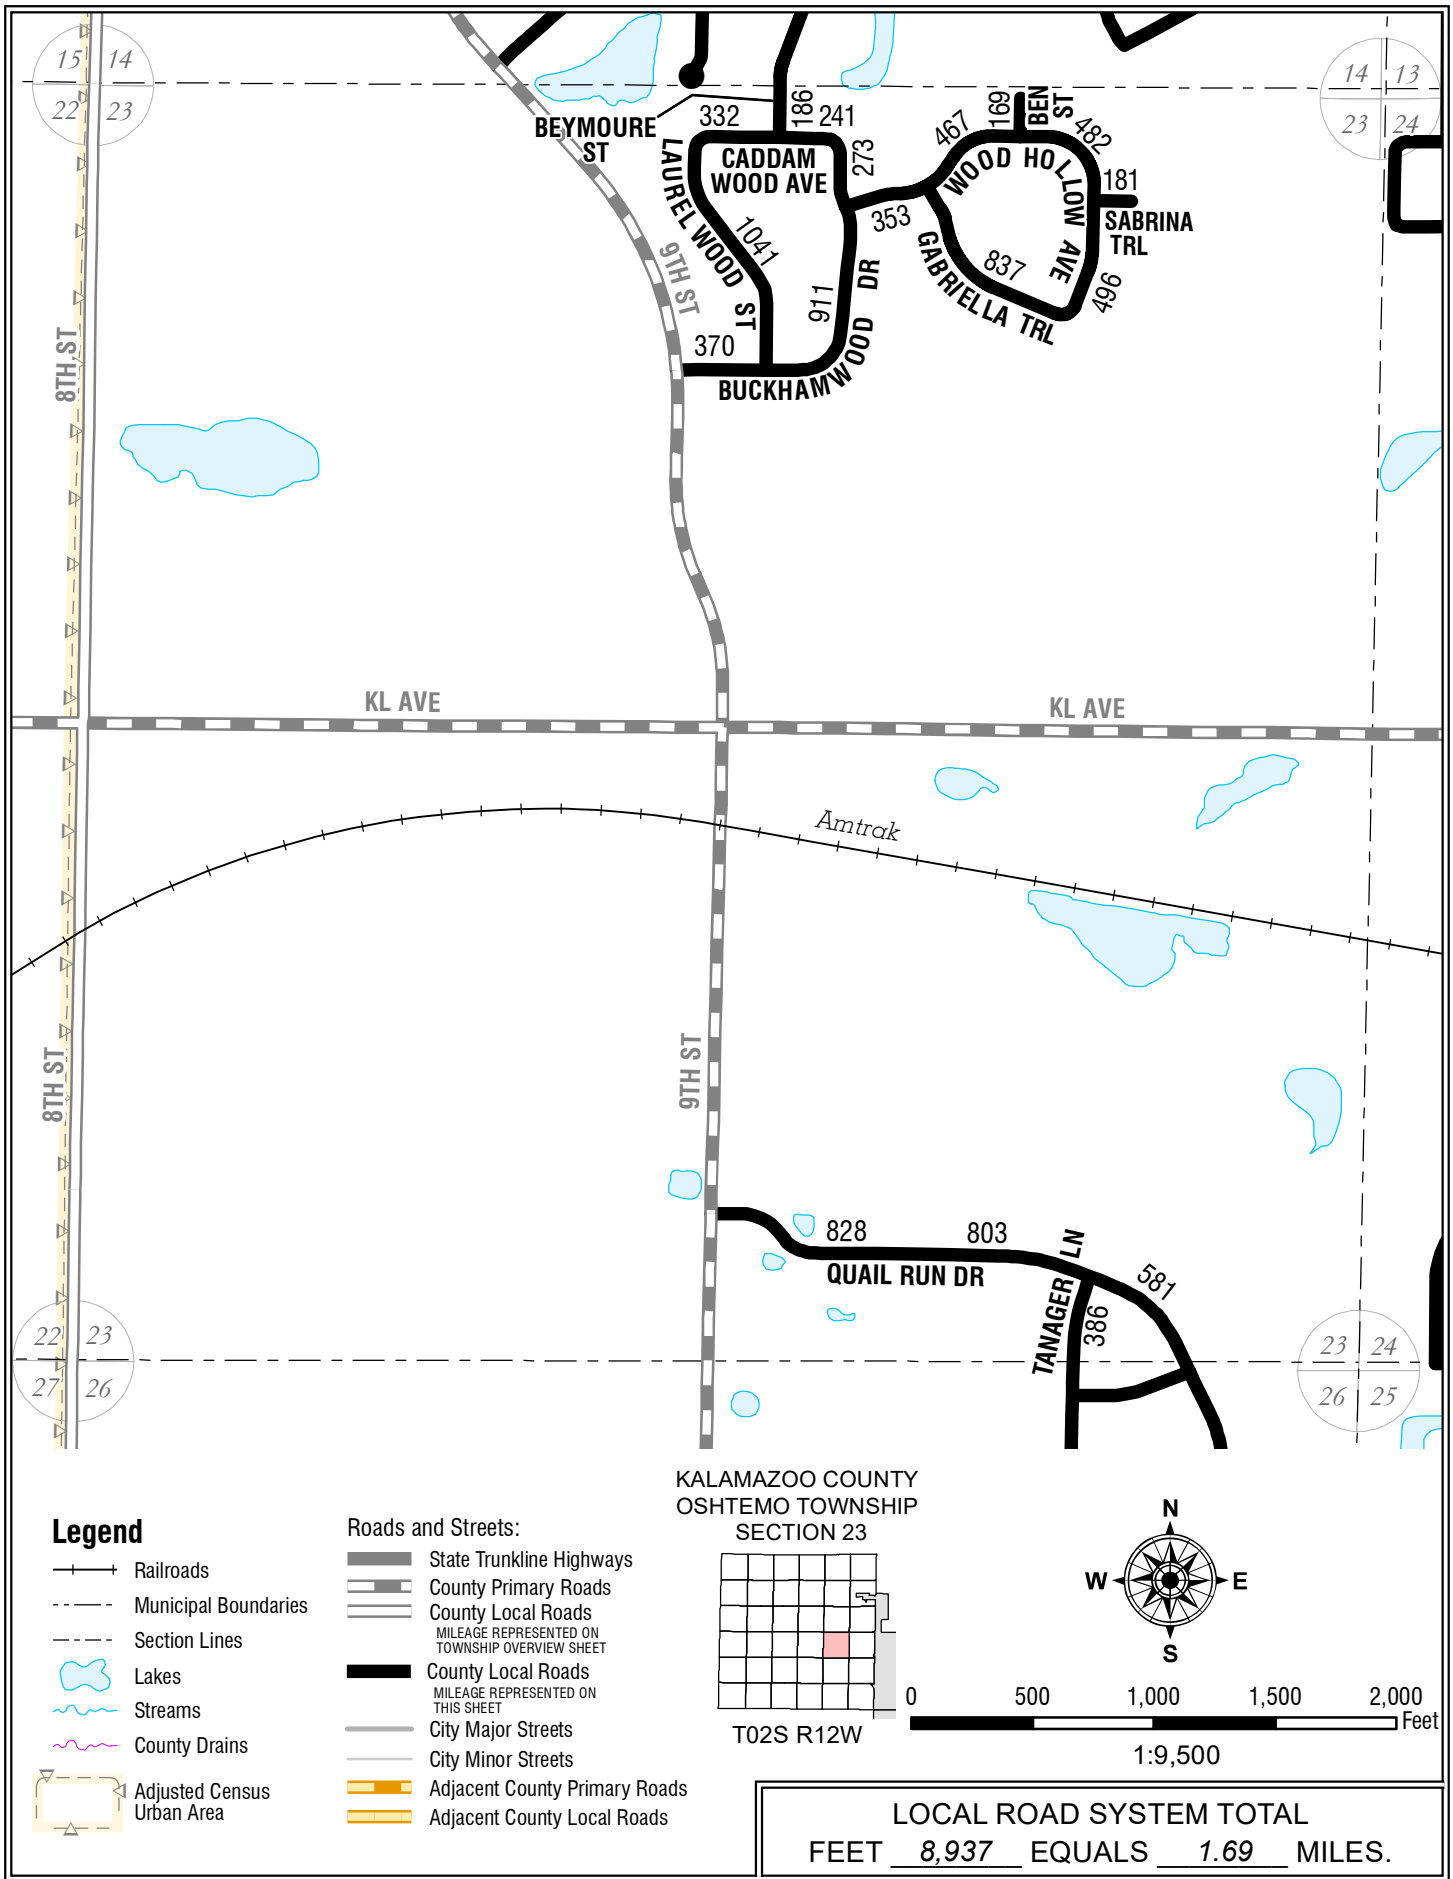 15 14
22 23
14 13
23 24
BEYMOURE
ST
332
186
241
CADDAM
WOOD AVE
273
LAUREL WOOD ST
1041
911
370
BUCKHAMWOOD DR
353
467
169
BEN
ST
482
WOOD HOLLOW AVE
181
SABRINA
TRL
496
837
GABRIELLA TRL
9TH ST
8TH ST
KL AVE
KL AVE
Amtrak
8TH ST
9TH ST
828
803
QUAIL RUN DR
TANAGER LN
386
581
22 23
27 26
23 24
26 25
Legend
Railroads
Municipal Boundaries
Section Lines
Lakes
Streams
County Drains
Adjusted Census
Urban Area
Roads and Streets:
State Trunkline Highways
County Primary Roads
County Local Roads
MILEAGE REPRESENTED ON
TOWNSHIP OVERVIEW SHEET
County Local Roads
MILEAGE REPRESENTED ON
THIS SHEET
City Major Streets
City Minor Streets
Adjacent County Primary Roads
Adjacent County Local Roads
KALAMAZOO COUNTY
OSHTEMO TOWNSHIP
SECTION 23
T02S R12W
N
W E
S
0 500 1,000 1,500 2,000
Feet
1:9,500
LOCAL ROAD SYSTEM TOTAL
FEET 8,937 EQUALS 1.69 MILES.